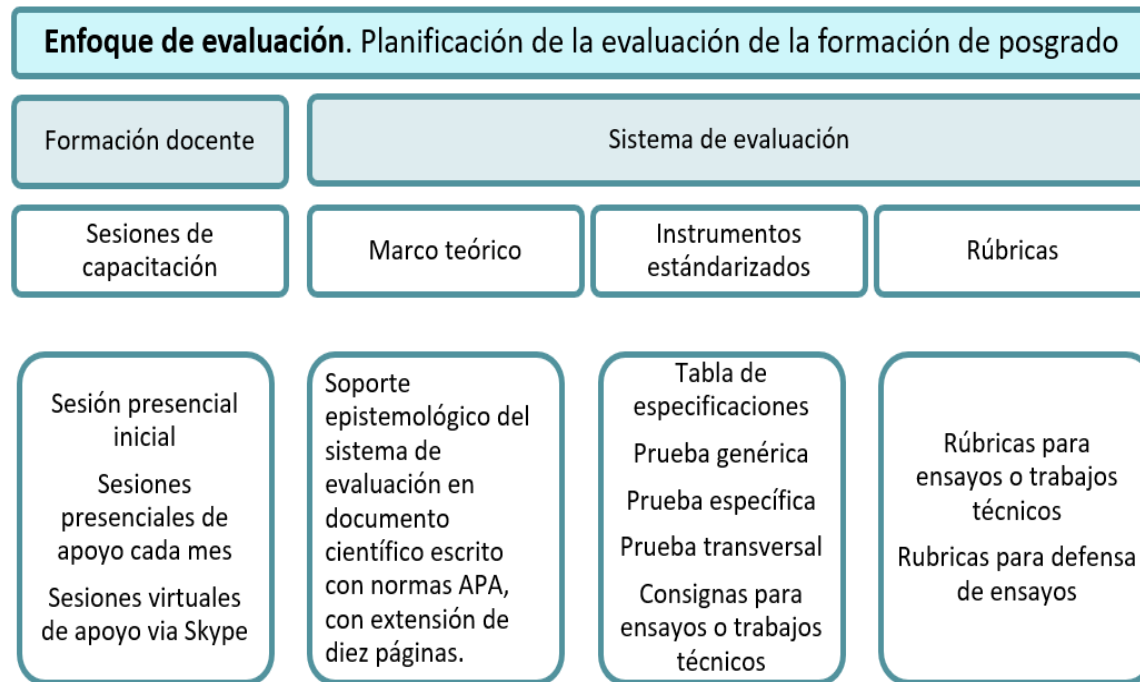 Enfoque de evaluación. Planificación de la evaluación de la formación de posgrado
Formación docente
Sistema de evaluación
Sesiones de
capacitación
Marco teórico
Instrumentos
estándarizados
Rúbricas
Sesión presencial
inicial
Sesiones
presenciales de
apoyo cada mes
Sesiones virtuales
de apoyo via Skype
Soporte
epistemológico del
sistema de
evaluación en
documento
científico escrito
con normas APA,
con extensión de
diez páginas.
Tabla de
especificaciones
Prueba genérica
Prueba específica
Prueba transversal
Consignas para
ensayos o trabajos
técnicos
Rúbricas para
ensayos o trabajos
técnicos
Rubricas para defensa
de ensayos